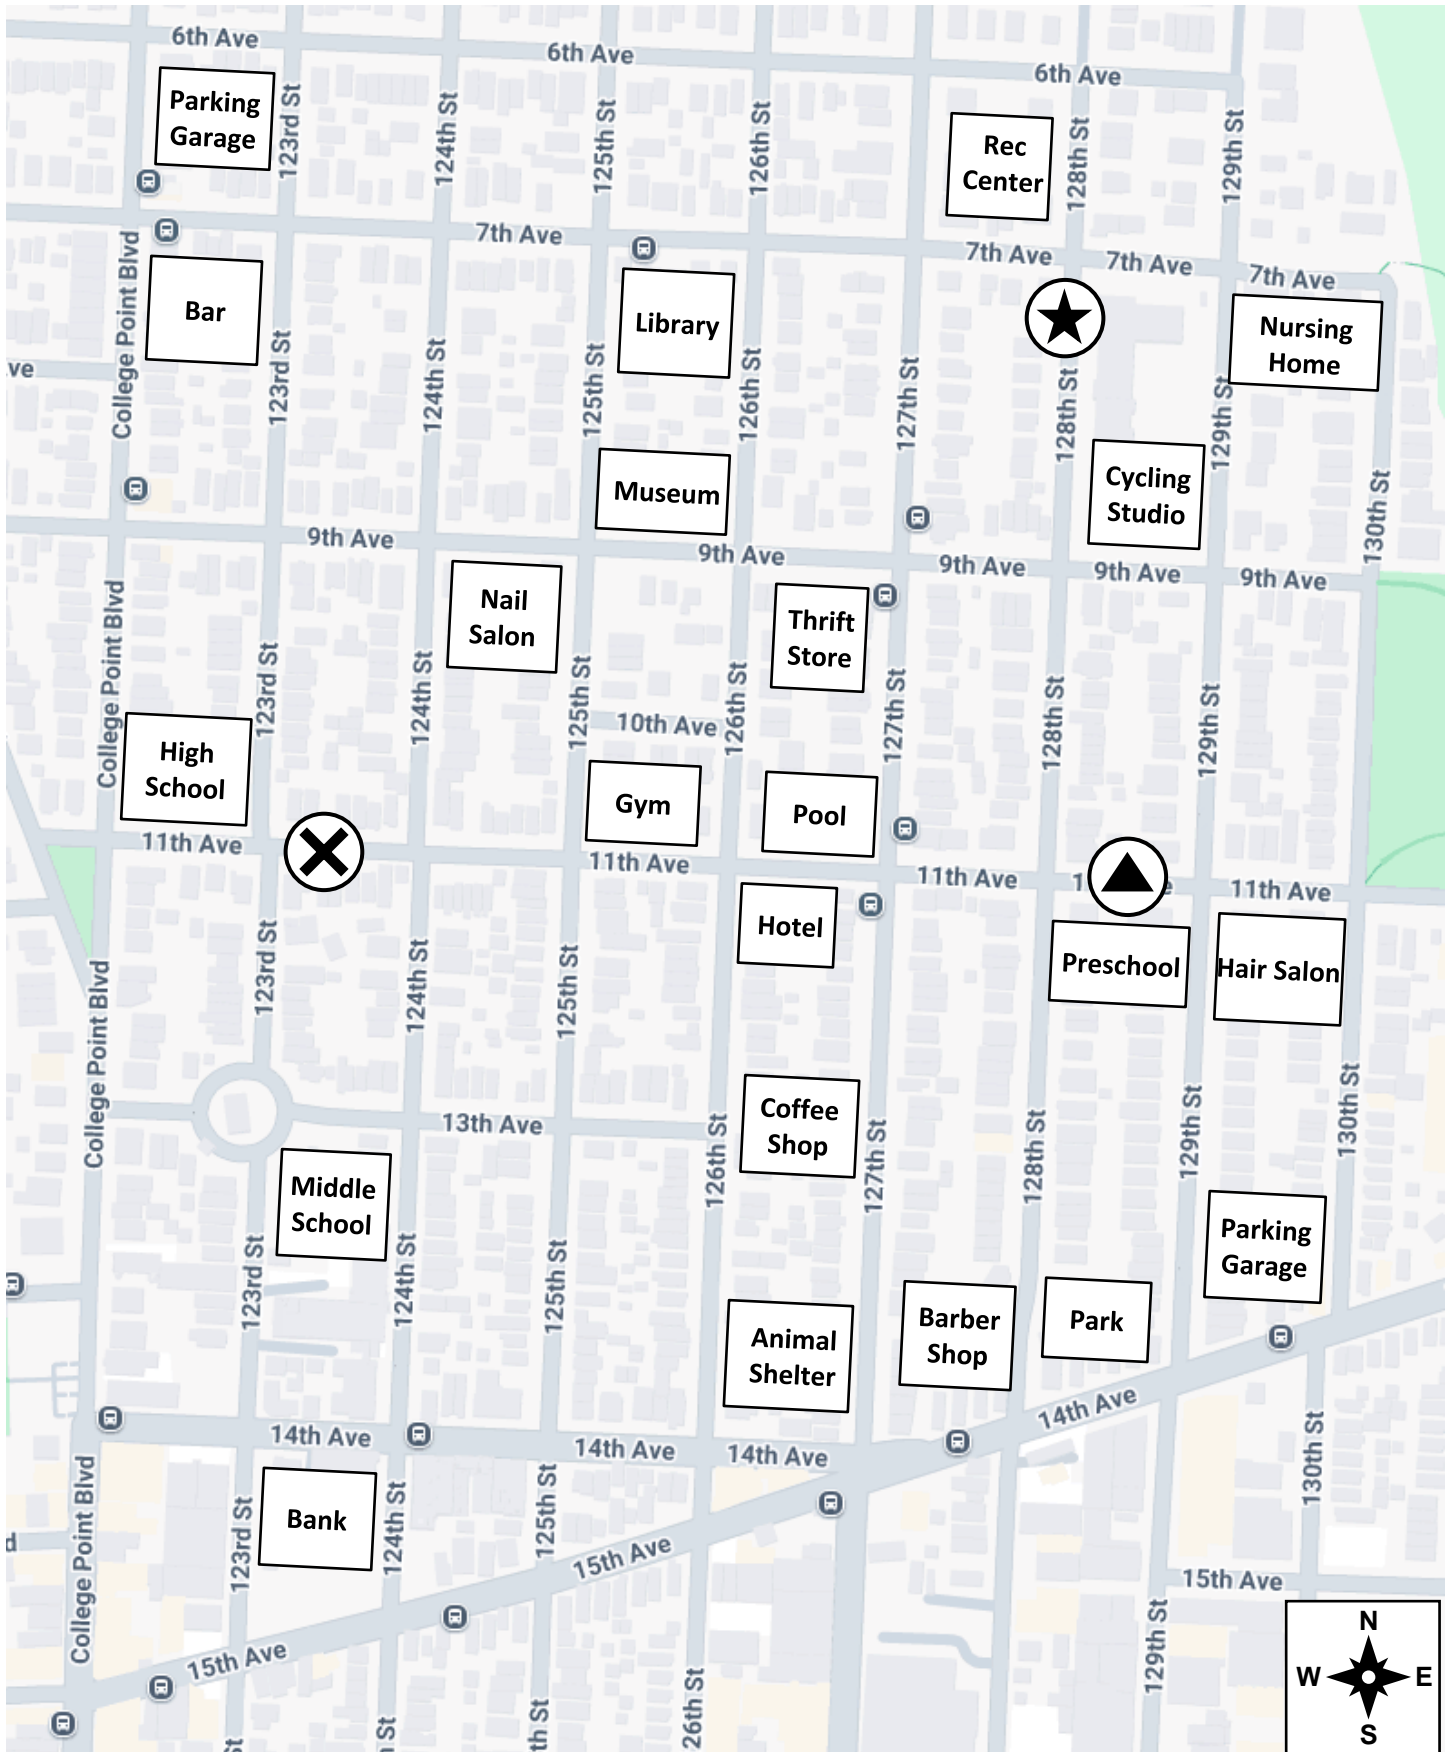 6th Ave
6th Ave
6th Ave
Parking
Garage
123rd St
124th St
125th St
126th St
Rec
Center
128th St
129th St
7th Ave
7th Ave
7th Ave
7th Ave
College Point Blvd
Bar
123rd St
124th St
125th St
Library
126th St
127th St
128th St
129th St
Nursing
Home
ve
Museum
Cycling
Studio
130th St
9th Ave
9th Ave
9th Ave
9th Ave
9th Ave
College Point Blvd
123rd St
124th St
Nail
Salon
125th St
126th St
Thrift
Store
127th St
128th St
129th St
10th Ave
High
School
Gym
Pool
11th Ave
11th Ave
11th Ave
11th Ave
Hotel
Preschool
Hair Salon
College Point Blvd
123rd St
124th St
125th St
126th St
Coffee
Shop
127th St
128th St
129th St
130th St
13th Ave
Middle
School
123rd St
124th St
125th St
Parking
Garage
Animal
Shelter
Barber
Shop
Park
14th Ave
14th Ave
14th Ave
14th Ave
130th St
College Point Blvd
123rd St
Bank
124th St
125th St
15th Ave
15th Ave
15th Ave
129th St
26th St
th St
h St
St
d
N
W E
S